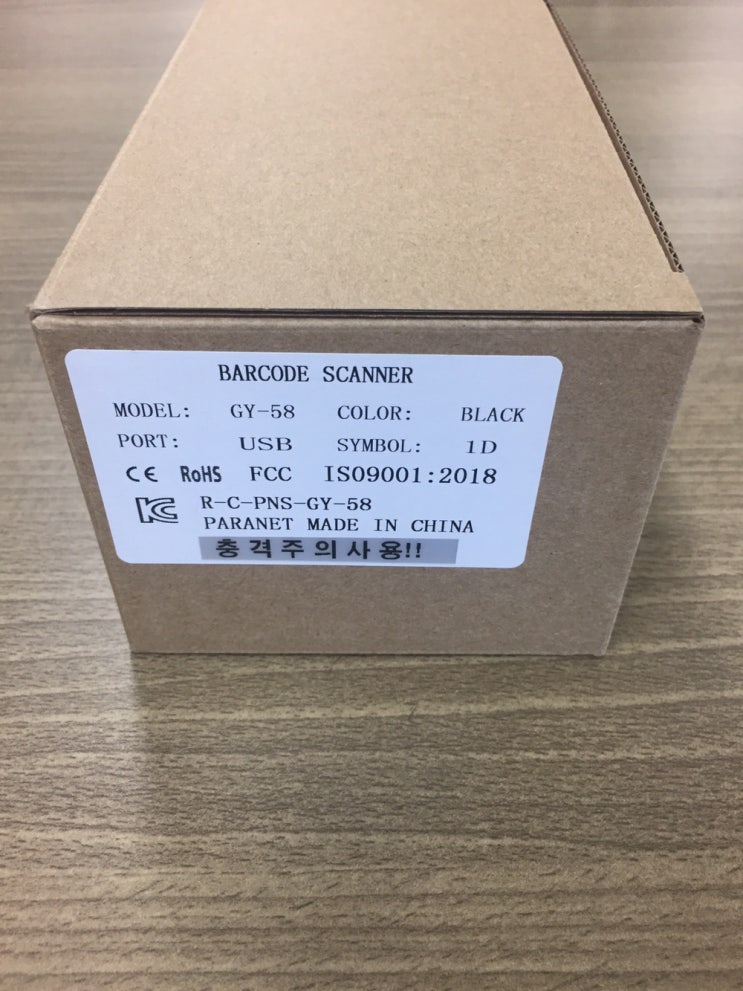 BARCODE SCANNER
MODEL: GY-58 COLOR: BLACK
PORT: USB SYMBOL: 1D
CE RoHS FCC ISO9001:2018
KC R-C-PNS-GY-58
PARANET MADE IN CHINA
충격주의사용!!